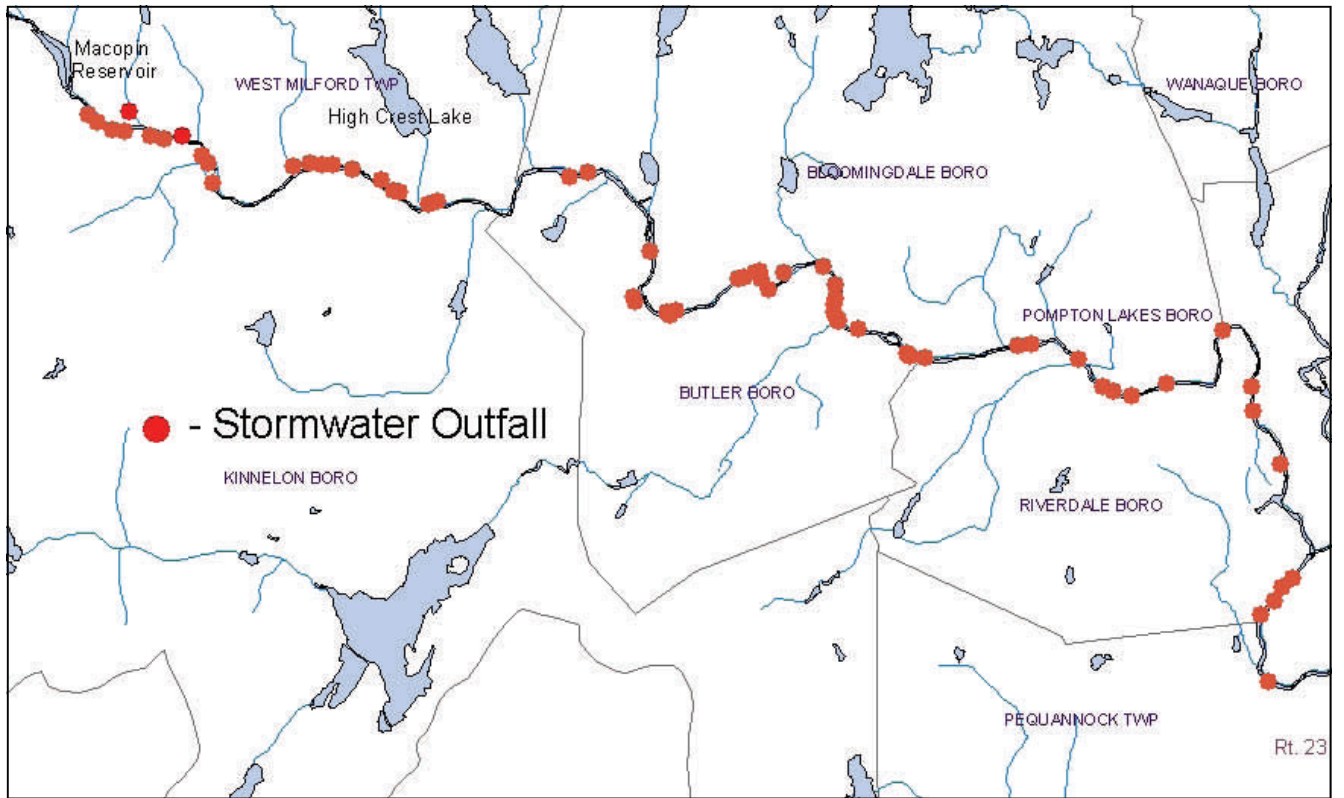 Macopin
Reservoir
WEST MILFORD TWP
High Crest Lake
WANAQUE BORO
BLOOMINGDALE BORO
POMPTON LAKES BORO
BUTLER BORO
- Stormwater Outfall
KINNELON BORO
RIVERDALE BORO
PEQUANNOCK TWP
Rt. 23